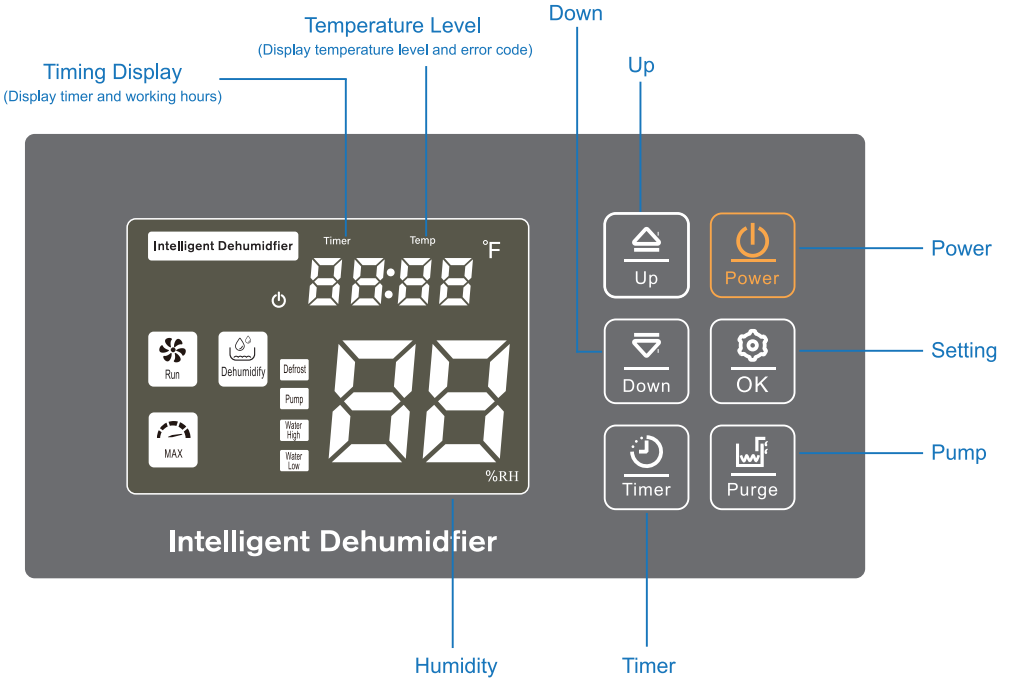 Down
Temperature Level
(Display temperature level and error code)
Up
Timing Display
(Display timer and working hours)
Intelligent Dehumidfier
Timer
Temp
°F
88:88
Up
Power
Power
Run
Dehumidify
Defrost
Pump
Water
High
Water
Low
MAX
88
%RH
Down
OK
Setting
Timer
Purge
Pump
Intelligent Dehumidfier
Humidity
Timer